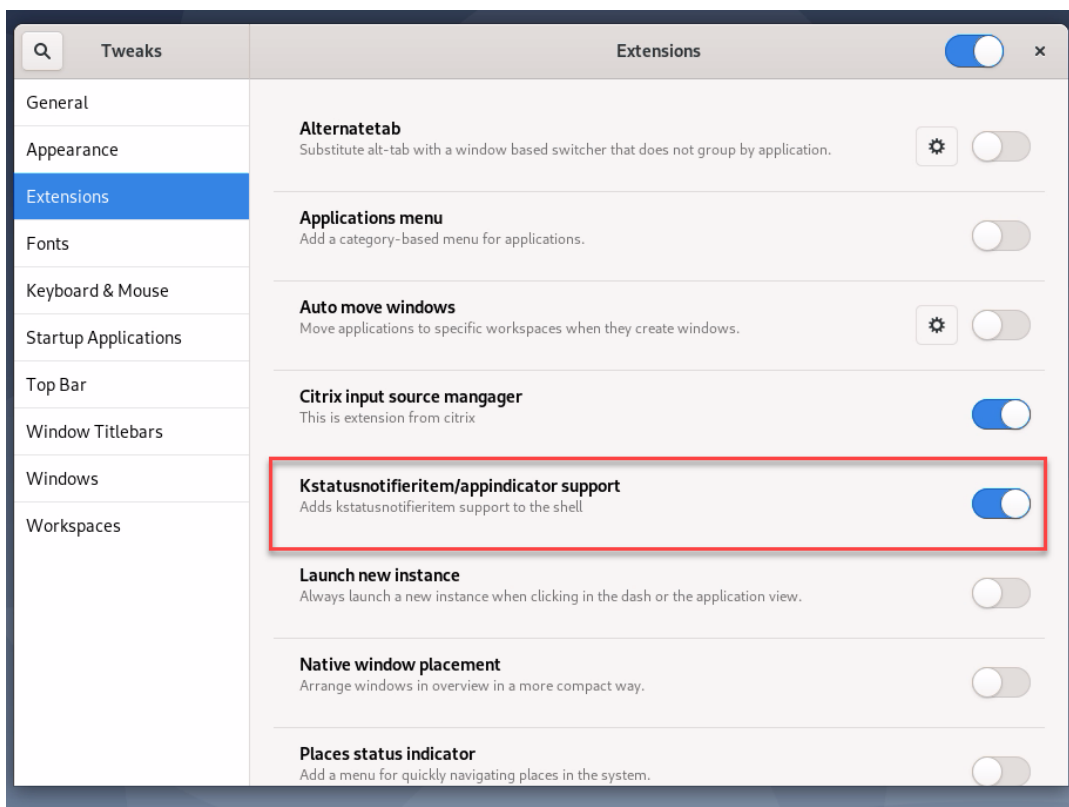 Tweaks
Extensions
General
Appearance
Extensions
Fonts
Keyboard & Mouse
Startup Applications
Top Bar
Window Titlebars
Windows
Workspaces
Alternatetab
Substitute alt-tab with a window based switcher that does not group by application.
Applications menu
Add a category-based menu for applications.
Auto move windows
Move applications to specific workspaces when they create windows.
Citrix input source mangager
This is extension from citrix
Kstatusnotifieritem/appindicator support
Adds kstatusnotifieritem support to the shell
Launch new instance
Always launch a new instance when clicking in the dash or the application view.
Native window placement
Arrange windows in overview in a more compact way.
Places status indicator
Add a menu for quickly navigating places in the system.